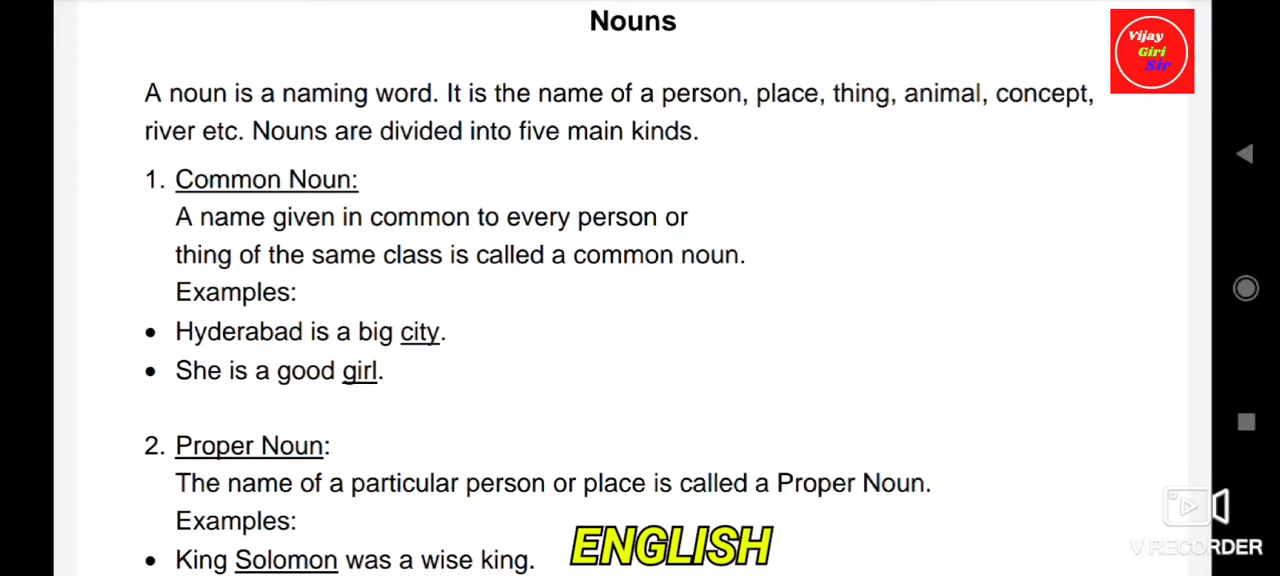 Nouns
Vijay
Giri
Sir
A noun is a naming word. It is the name of a person, place, thing, animal, concept,
river etc. Nouns are divided into five main kinds.
1. Common Noun:
A name given in common to every person or
thing of the same class is called a common noun.
Examples:
• Hyderabad is a big city.
• She is a good girl.
2. Proper Noun:
The name of a particular person or place is called a Proper Noun.
Examples:
• King Solomon was a wise king.
ENGLISH
V RECORDER